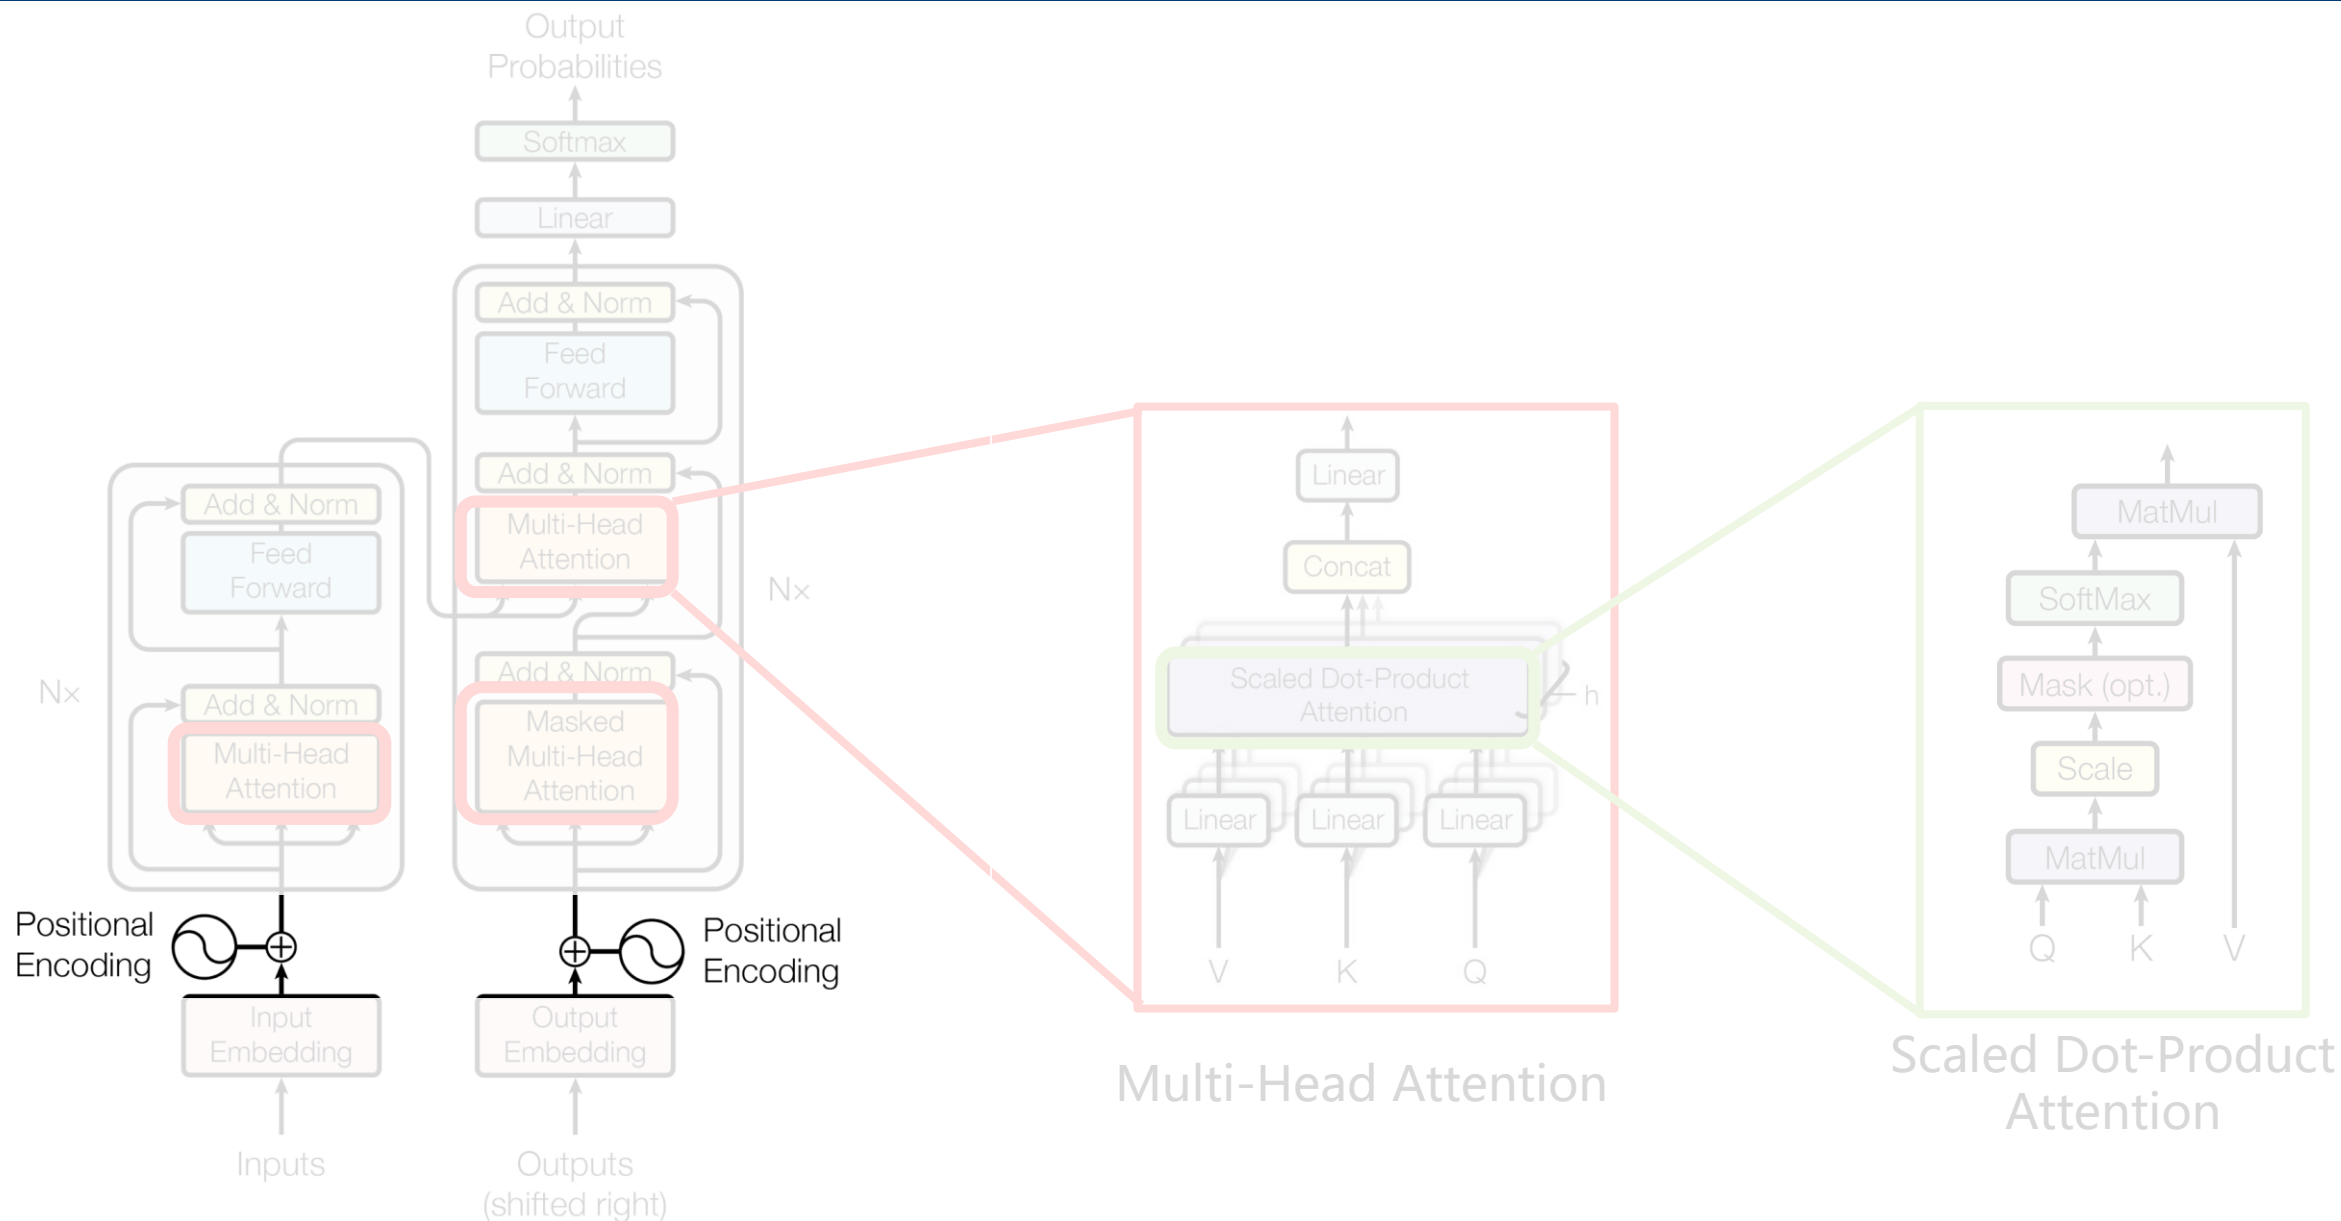 Output
Probabilities
Softmax
Linear
Add & Norm
Feed
Forward
Add & Norm
Multi-Head
Attention
Nx
Add & Norm
Masked
Multi-Head
Attention
Positional
Encoding
Output
Embedding
Outputs
(shifted right)
Add & Norm
Feed
Forward
Nx
Add & Norm
Multi-Head
Attention
Positional
Encoding
Input
Embedding
Inputs
Linear
Concat
Scaled Dot-Product
Attention
h
Linear
Linear
Linear
V
K
Q
Multi-Head Attention
MatMul
SoftMax
Mask (opt.)
Scale
MatMul
Q
K
V
Scaled Dot-Product
Attention